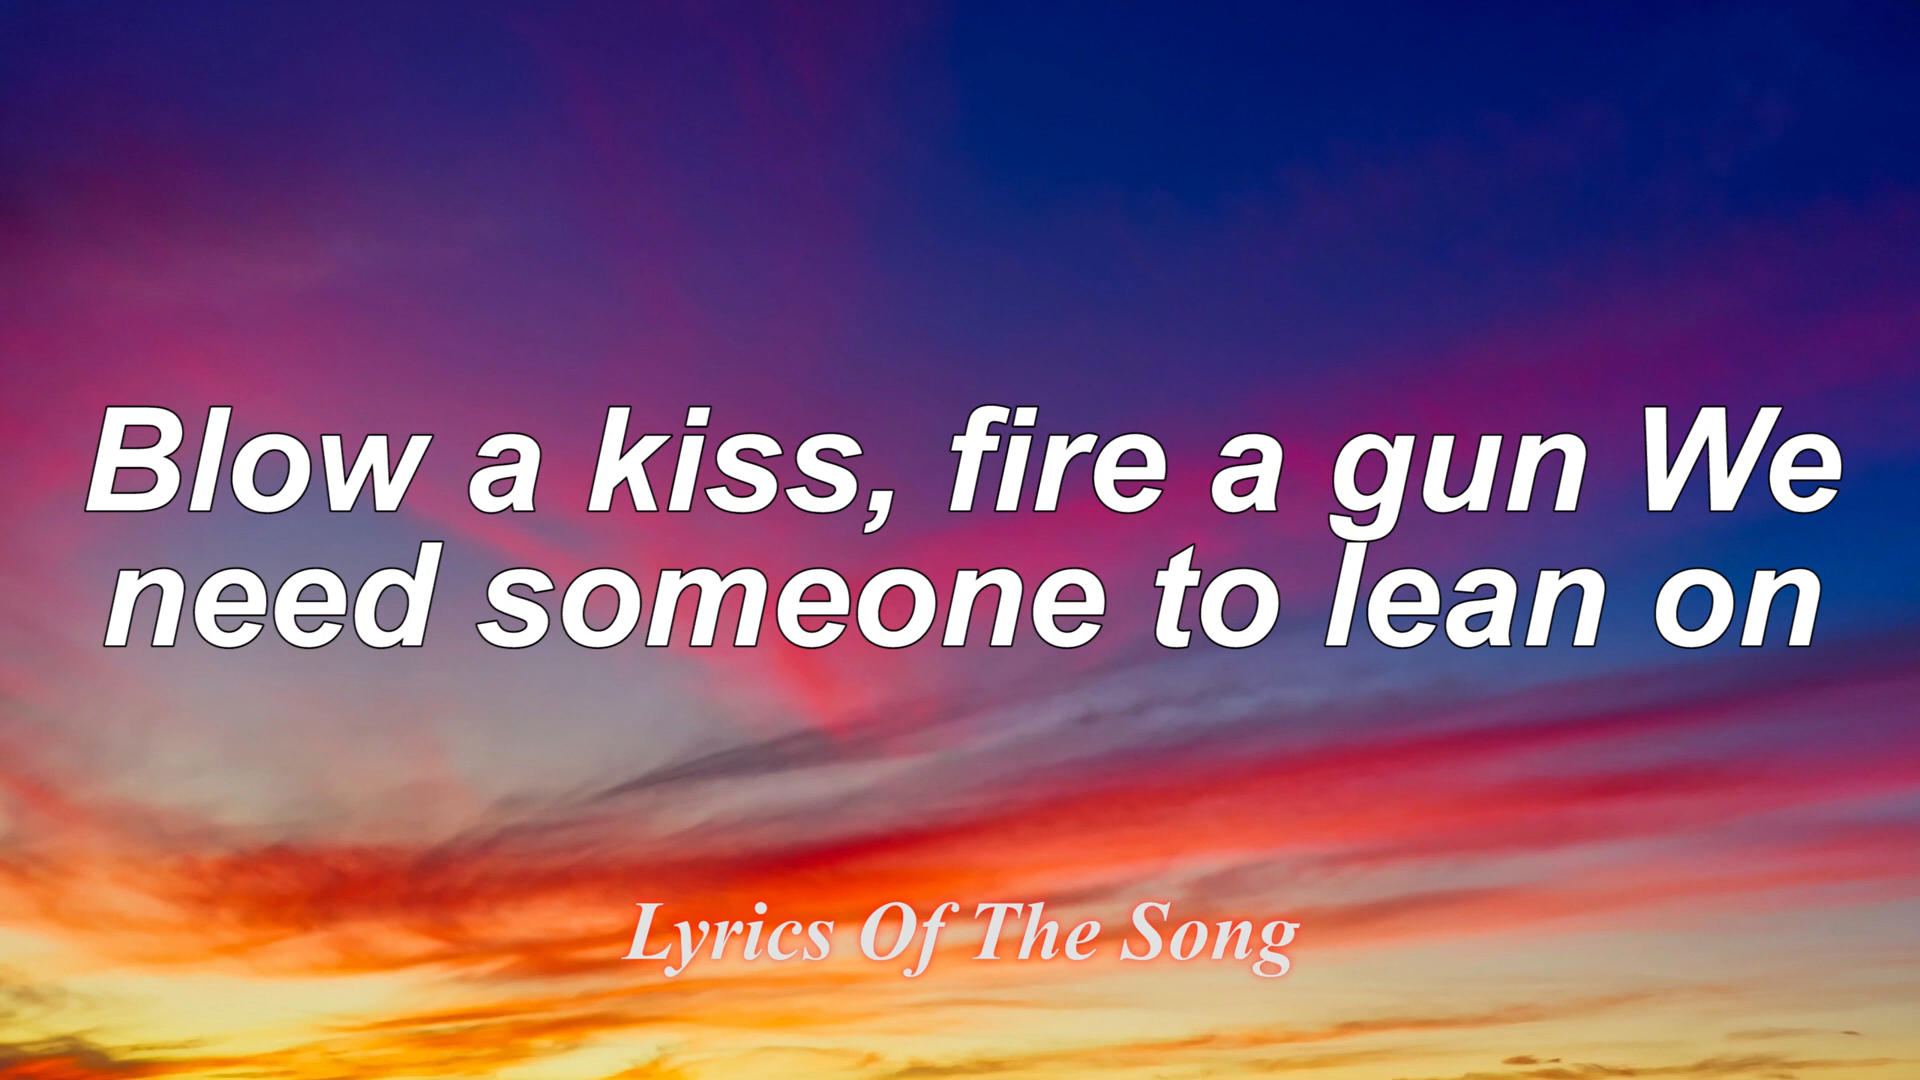 Blow a kiss, fire a gun We
need someone to lean on
Lyrics Of The Song